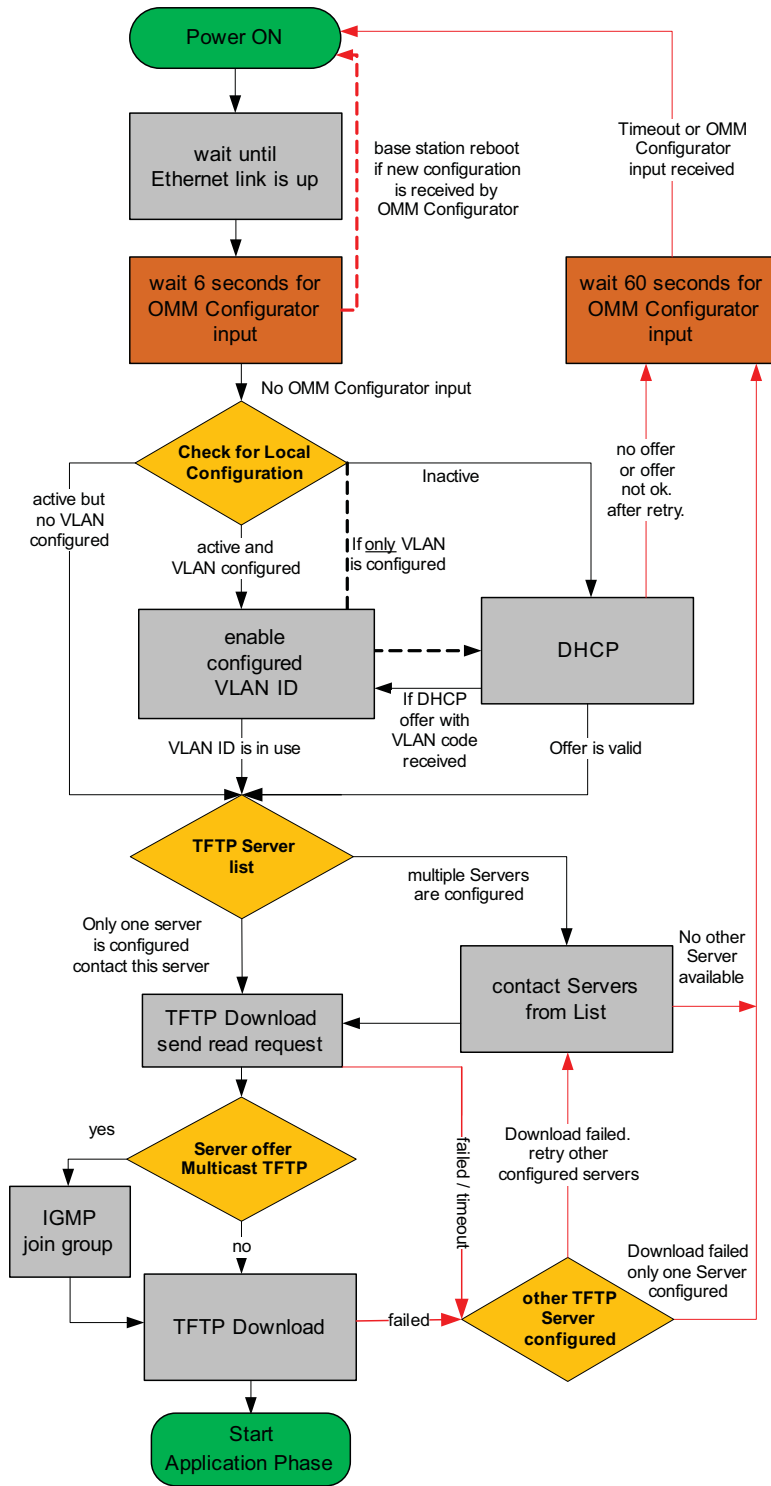 Power ON
wait until
Ethernet link is up
base station reboot
if new configuration
is received by
OMM Configurator
Timeout or OMM
Configurator
input received
wait 6 seconds for
OMM Configurator
input
wait 60 seconds for
OMM Configurator
input
No OMM Configurator input
Check for Local
Configuration
Inactive
no offer
or offer
not ok.
after retry.
active but
no VLAN
configured
active and
VLAN configured
If only VLAN
is configured
enable
configured
VLAN ID
DHCP
If DHCP
offer with
VLAN code
received
VLAN ID is in use
Offer is valid
TFTP Server
list
multiple Servers
are configured
Only one server
is configured
contact this server
No other
Server
available
contact Servers
from List
TFTP Download
send read request
yes
Server offer
Multicast TFTP
failed / timeout
Download failed.
retry other
configured servers
IGMP
join group
no
Download failed
only one Server
configured
TFTP Download
failed
other TFTP
Server
configured
Start
Application Phase